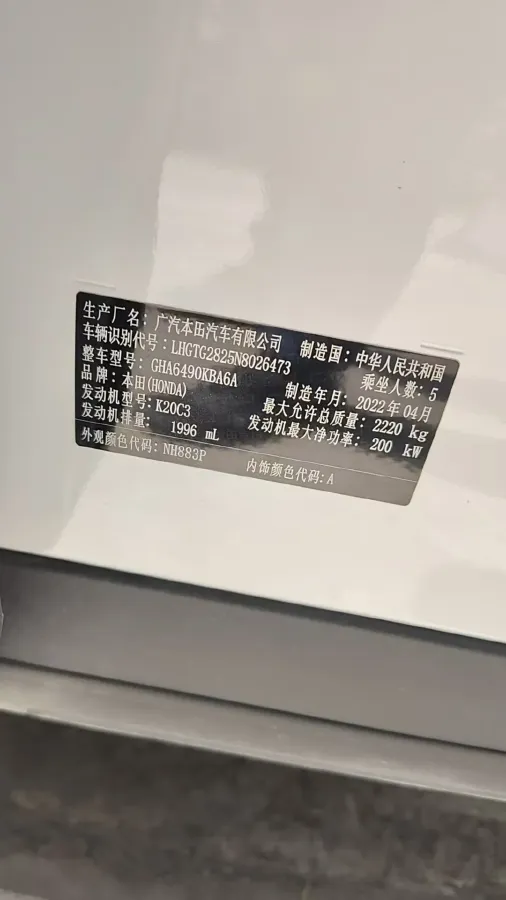 生产厂名: 广汽本田汽车有限公司 制造国: 中华人民共和国
车辆识别代号: LHGTG2825N8026473 乘坐人数: 5
整车型号: GHA6490KBA6A 制造年月: 2022年04月
品牌: 本田(HONDA) 最大允许总质量: 2220 kg
发动机型号: K20C3 发动机最大净功率: 200 kW
发动机排量: 1996 mL
外观颜色代码: NH883P 内饰颜色代码: A